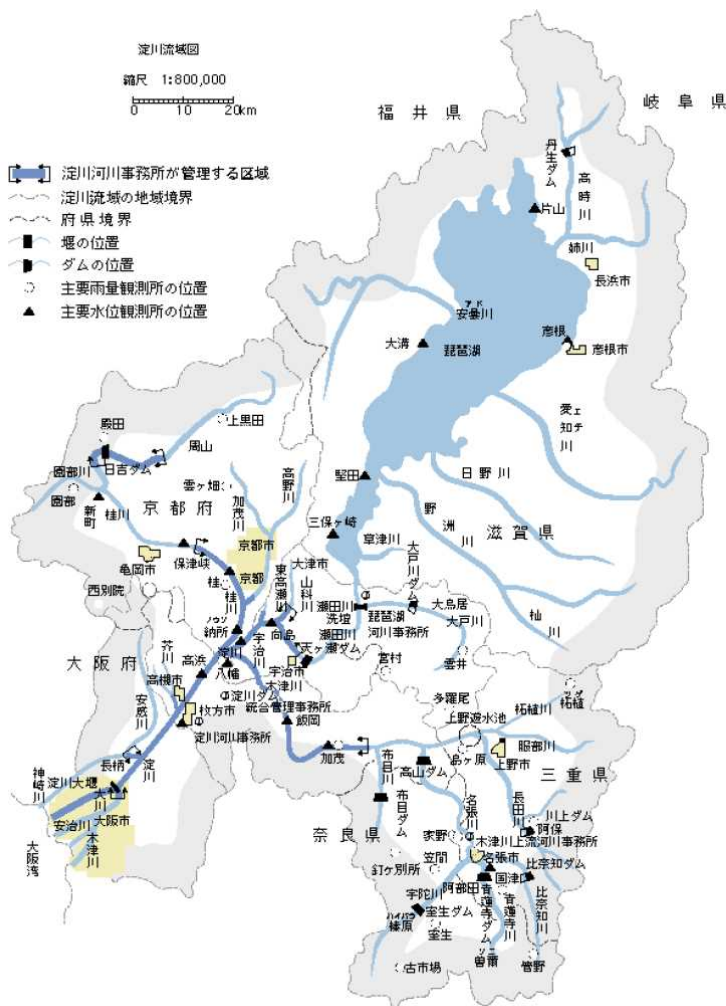 淀川流域図
縮尺 1:800,000
0 10 20km
淀川河川事務所が管理する区域
淀川流域の地域境界
府県境界
堰の位置
ダムの位置
主要雨量観測所の位置
主要水位観測所の位置
福井県
岐阜県
丹生ダム
高時川
片山
姉川
長浜市
アド
安曇川
大溝
琵琶湖
彦根
彦根市
愛知川
エチ
殿田
上黒田
周山
園部川
日吉ダム
園部
新町
桂川
京都府
雲ヶ畑
加茂川
高野川
堅田
日野川
野洲川
滋賀県
三保ヶ崎
草津川
杣川
亀岡市
保津峡
京都市
京都
大津市
山科川
東高瀬川
大戸川ダム
西別院
桂
桂川
瀬田川
洗堰
琵琶湖
河川事務所
大鳥居
大戸川
納所
向島
宇治川
瀬田川
天ヶ瀬ダム
宮村
雲井
大阪府
芥川
高浜
淀川
八幡
宇治市
木津川
高槻市
安威川
枚方市
淀川ダム
統合管理事務所
飯岡
淀川河川事務所
多羅尾
上野遊水池
柘植川
柘植
加茂
布目川
高山ダム
島ヶ原
服部川
上野市
三重県
長柄
淀川
神崎川
淀川大堰
大川
安治川
大阪市
木津川
大阪湾
奈良県
布目ダム
名張川
長田川
川上ダム
阿保
家野
木津川上流河川事務所
笠間
名張市
比奈知ダム
釘ヶ別所
国津
阿部田
宇陀川
青蓮寺ダム
青蓮寺川
比奈知川
ハイバラ
榛原
室生ダム
室生
古市場
曽爾
菅野